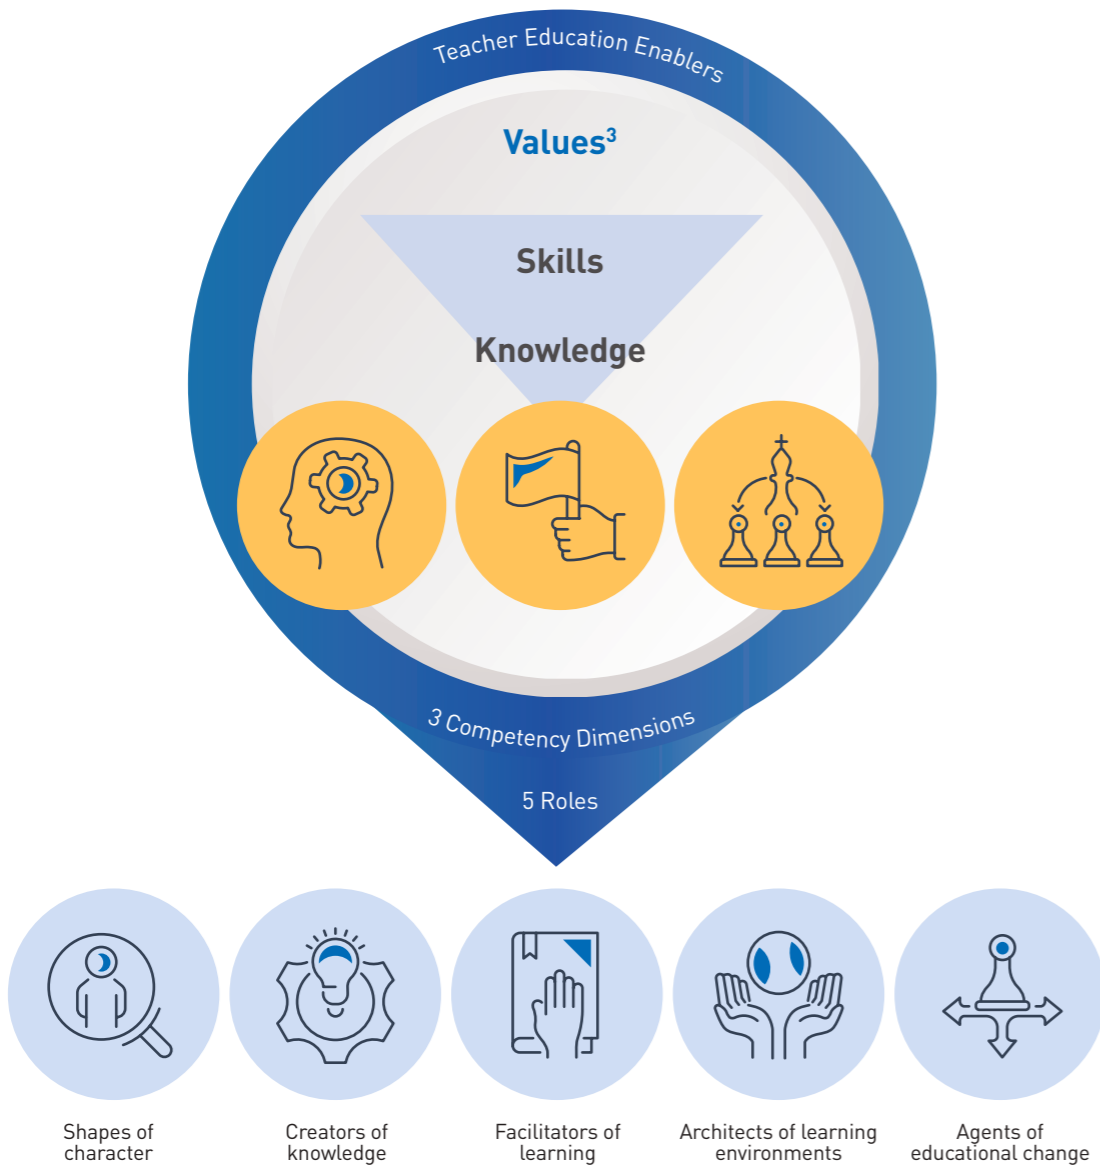 Teacher Education Enablers
Values³
Skills
Knowledge
3 Competency Dimensions
5 Roles
Shapes of
character
Creators of
knowledge
Facilitators of
learning
Architects of learning
environments
Agents of
educational change